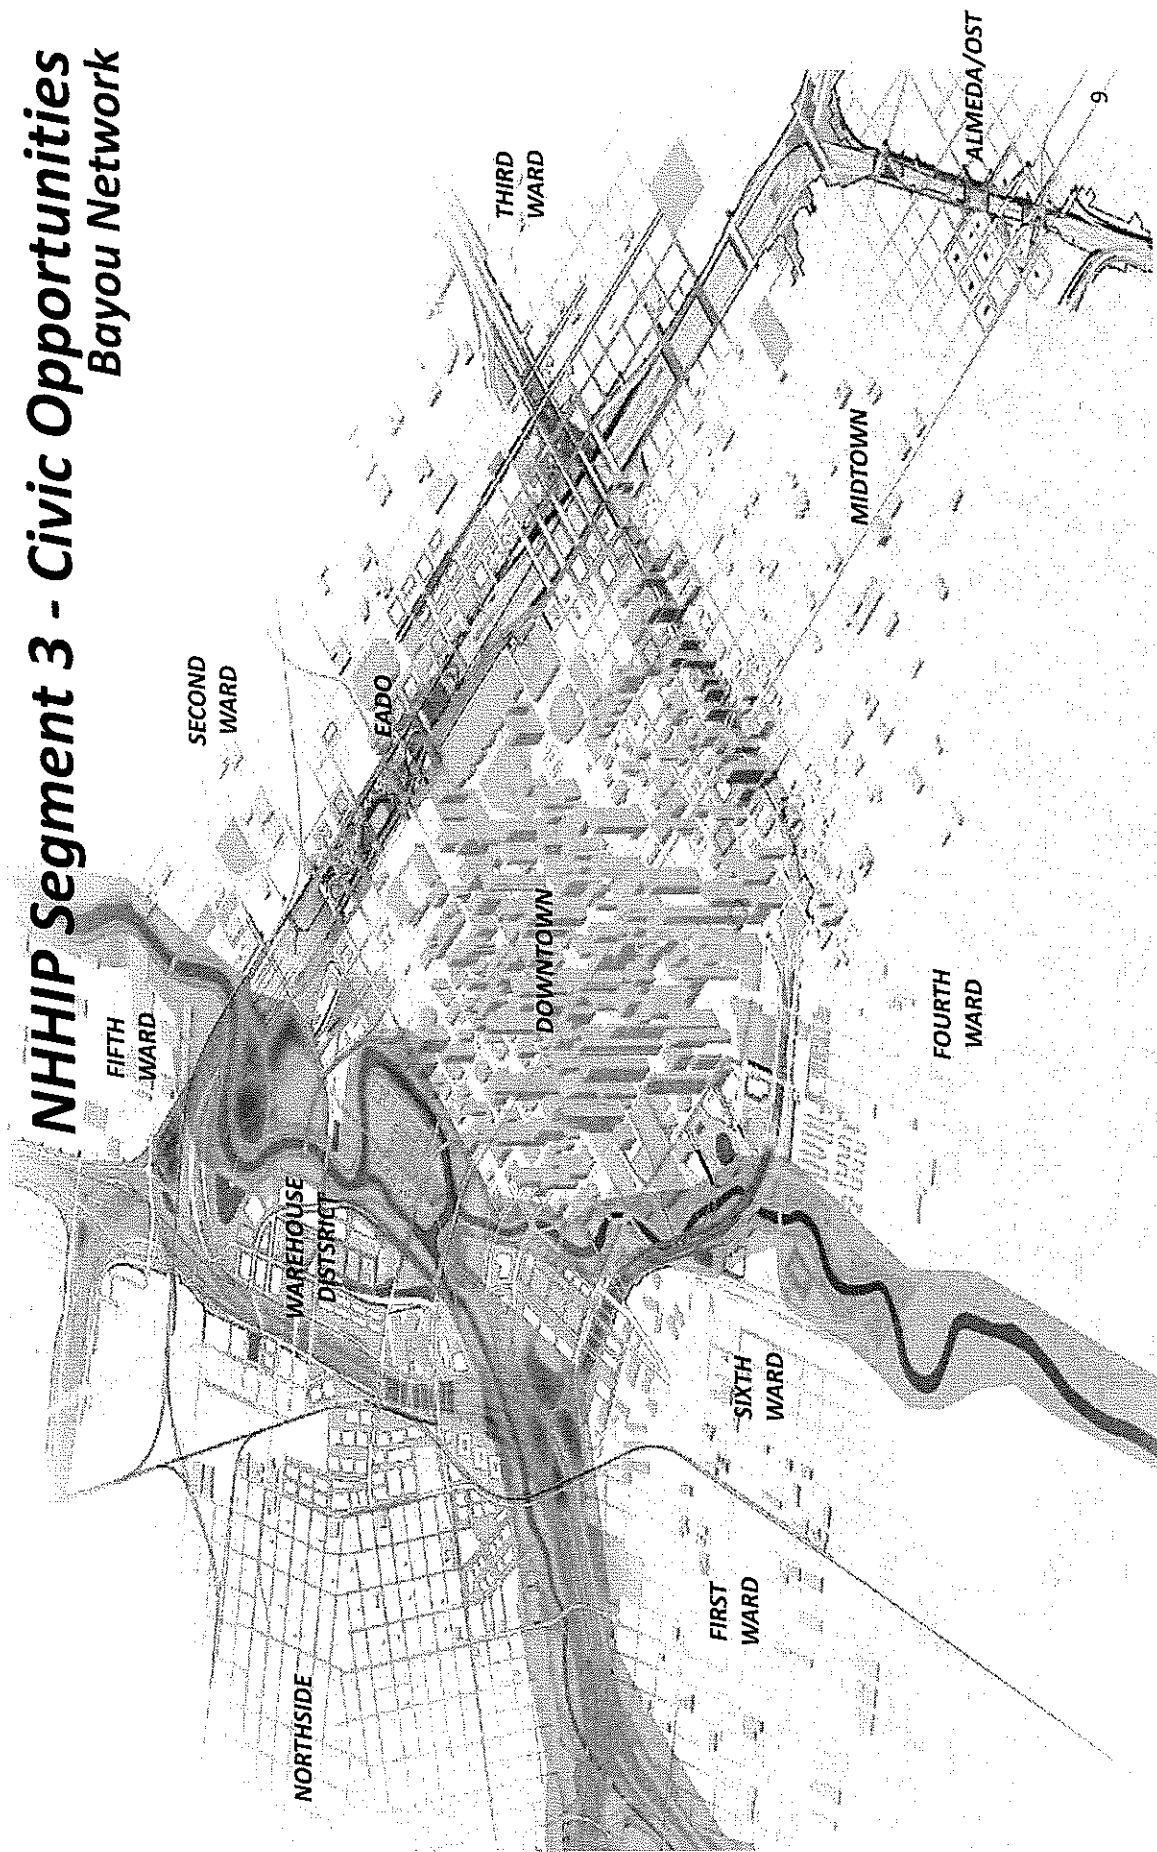 NHHIP Segment 3 - Civic Opportunities
Bayou Network
NORTHSIDE
WAREHOUSE
DISTSRICT
FIFTH
WARD
SECOND
WARD
EADO
THIRD
WARD
DOWNTOWN
FIRST
WARD
SIXTH
WARD
FOURTH
WARD
MIDTOWN
ALMEDA/OST
9